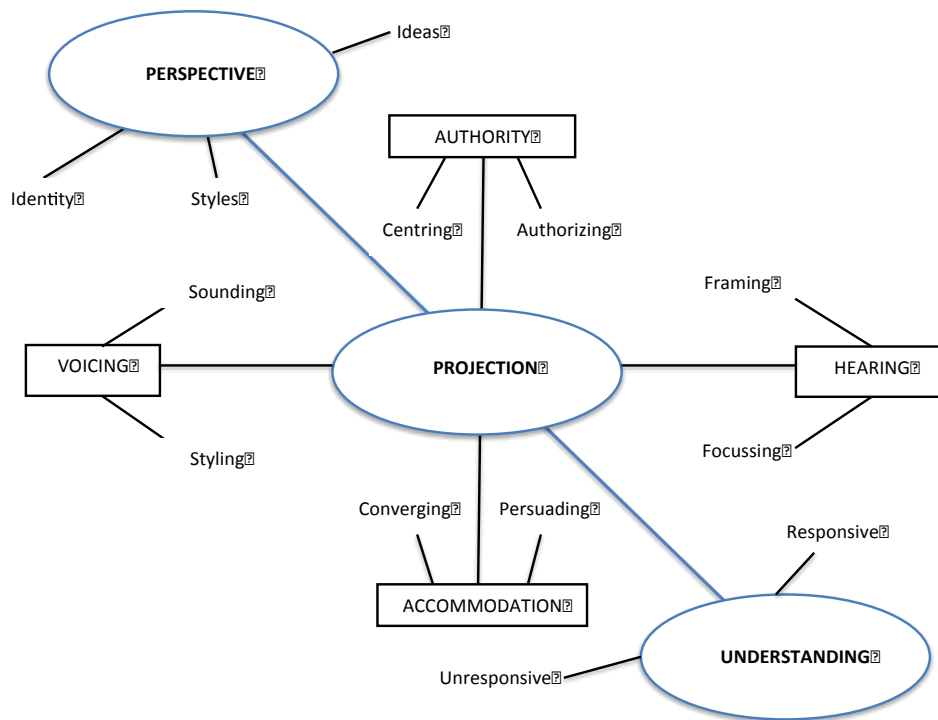 Ideas
PERSPECTIVE
AUTHORITY
Identity
Styles
Centring
Authorizing
Sounding
Framing
VOICING
PROJECTION
HEARING
Styling
Focussing
Converging
Persuading
Responsive
ACCOMMODATION
UNDERSTANDING
Unresponsive